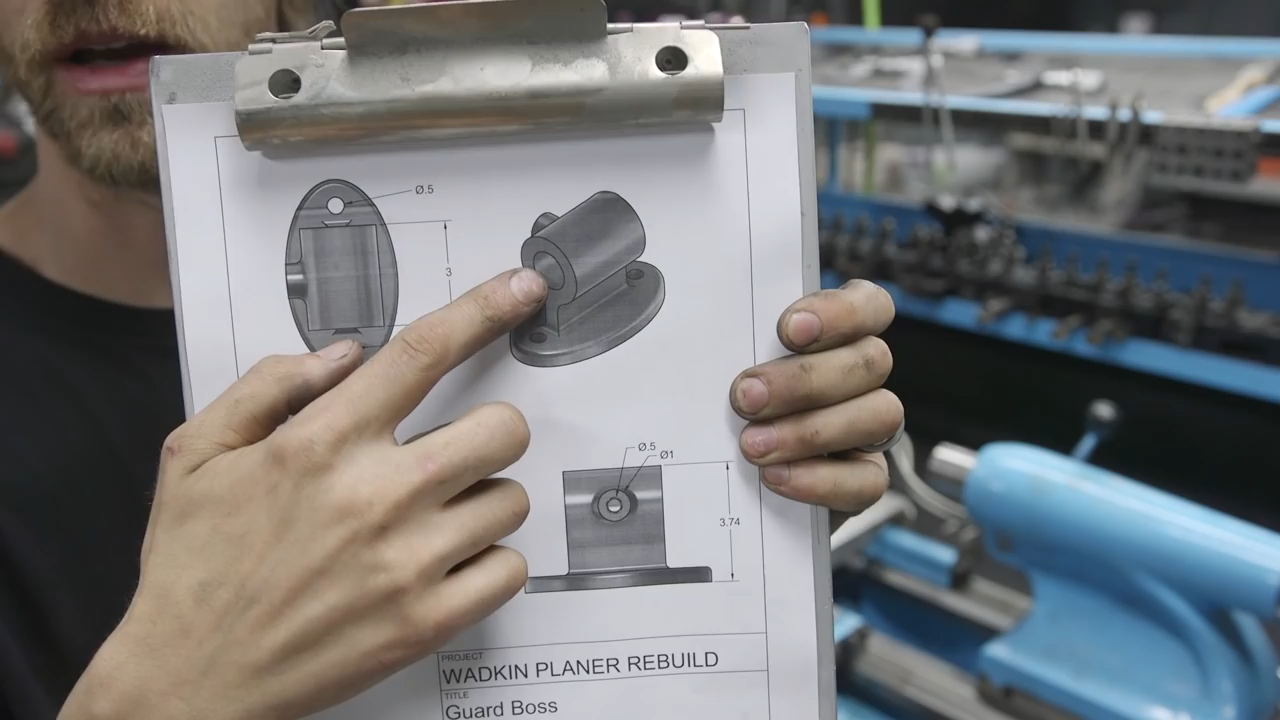 Ø.5
3
Ø.5
Ø1
3.74
PROJECT
WADKIN PLANER REBUILD
TITLE
Guard Boss